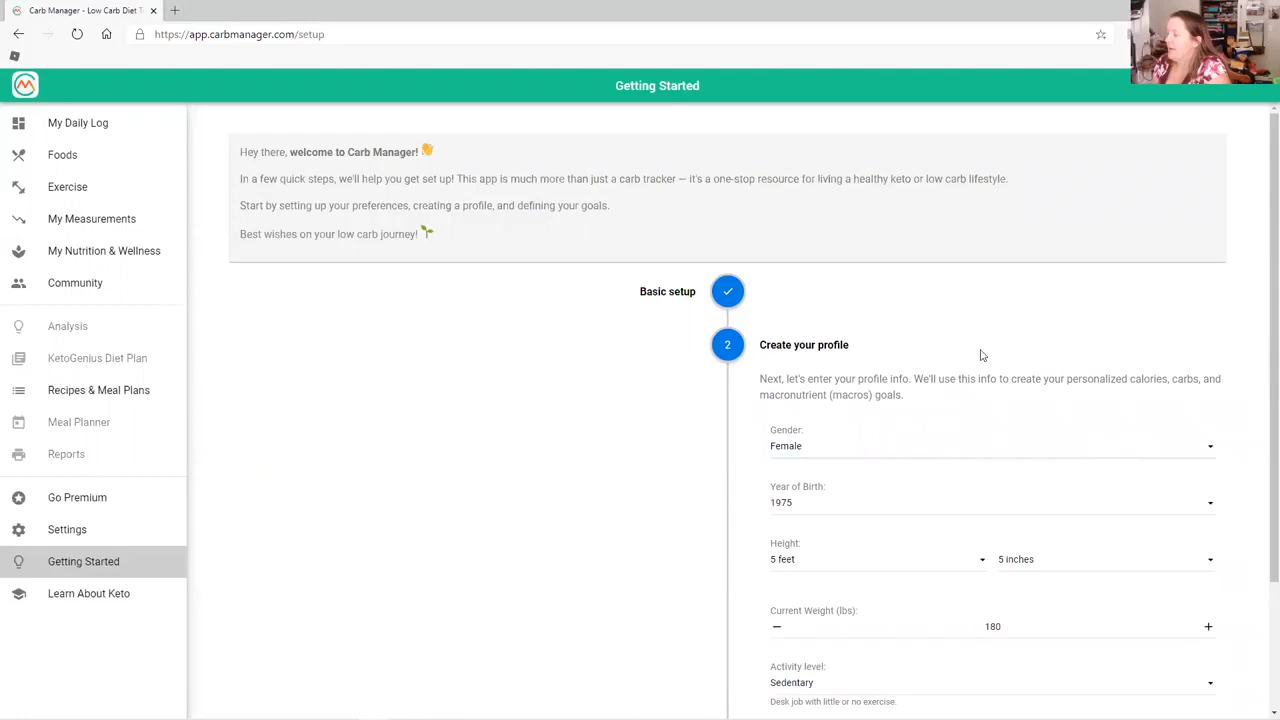 Carb Manager - Low Carb Diet T
https://app.carbmanager.com/setup
Getting Started
My Daily Log
Foods
Exercise
My Measurements
My Nutrition & Wellness
Community
Analysis
KetoGenius Diet Plan
Recipes & Meal Plans
Meal Planner
Reports
Go Premium
Settings
Getting Started
Learn About Keto
Hey there, welcome to Carb Manager! 👋
In a few quick steps, we'll help you get set up! This app is much more than just a carb tracker — it's a one-stop resource for living a healthy keto or low carb lifestyle.
Start by setting up your preferences, creating a profile, and defining your goals.
Best wishes on your low carb journey! 🌱
Basic setup
2 Create your profile
Next, let's enter your profile info. We'll use this info to create your personalized calories, carbs, and
macronutrient (macros) goals.
Gender:
Female
Year of Birth:
1975
Height:
5 feet 5 inches
Current Weight (lbs):
− 180 +
Activity level:
Sedentary
Desk job with little or no exercise.